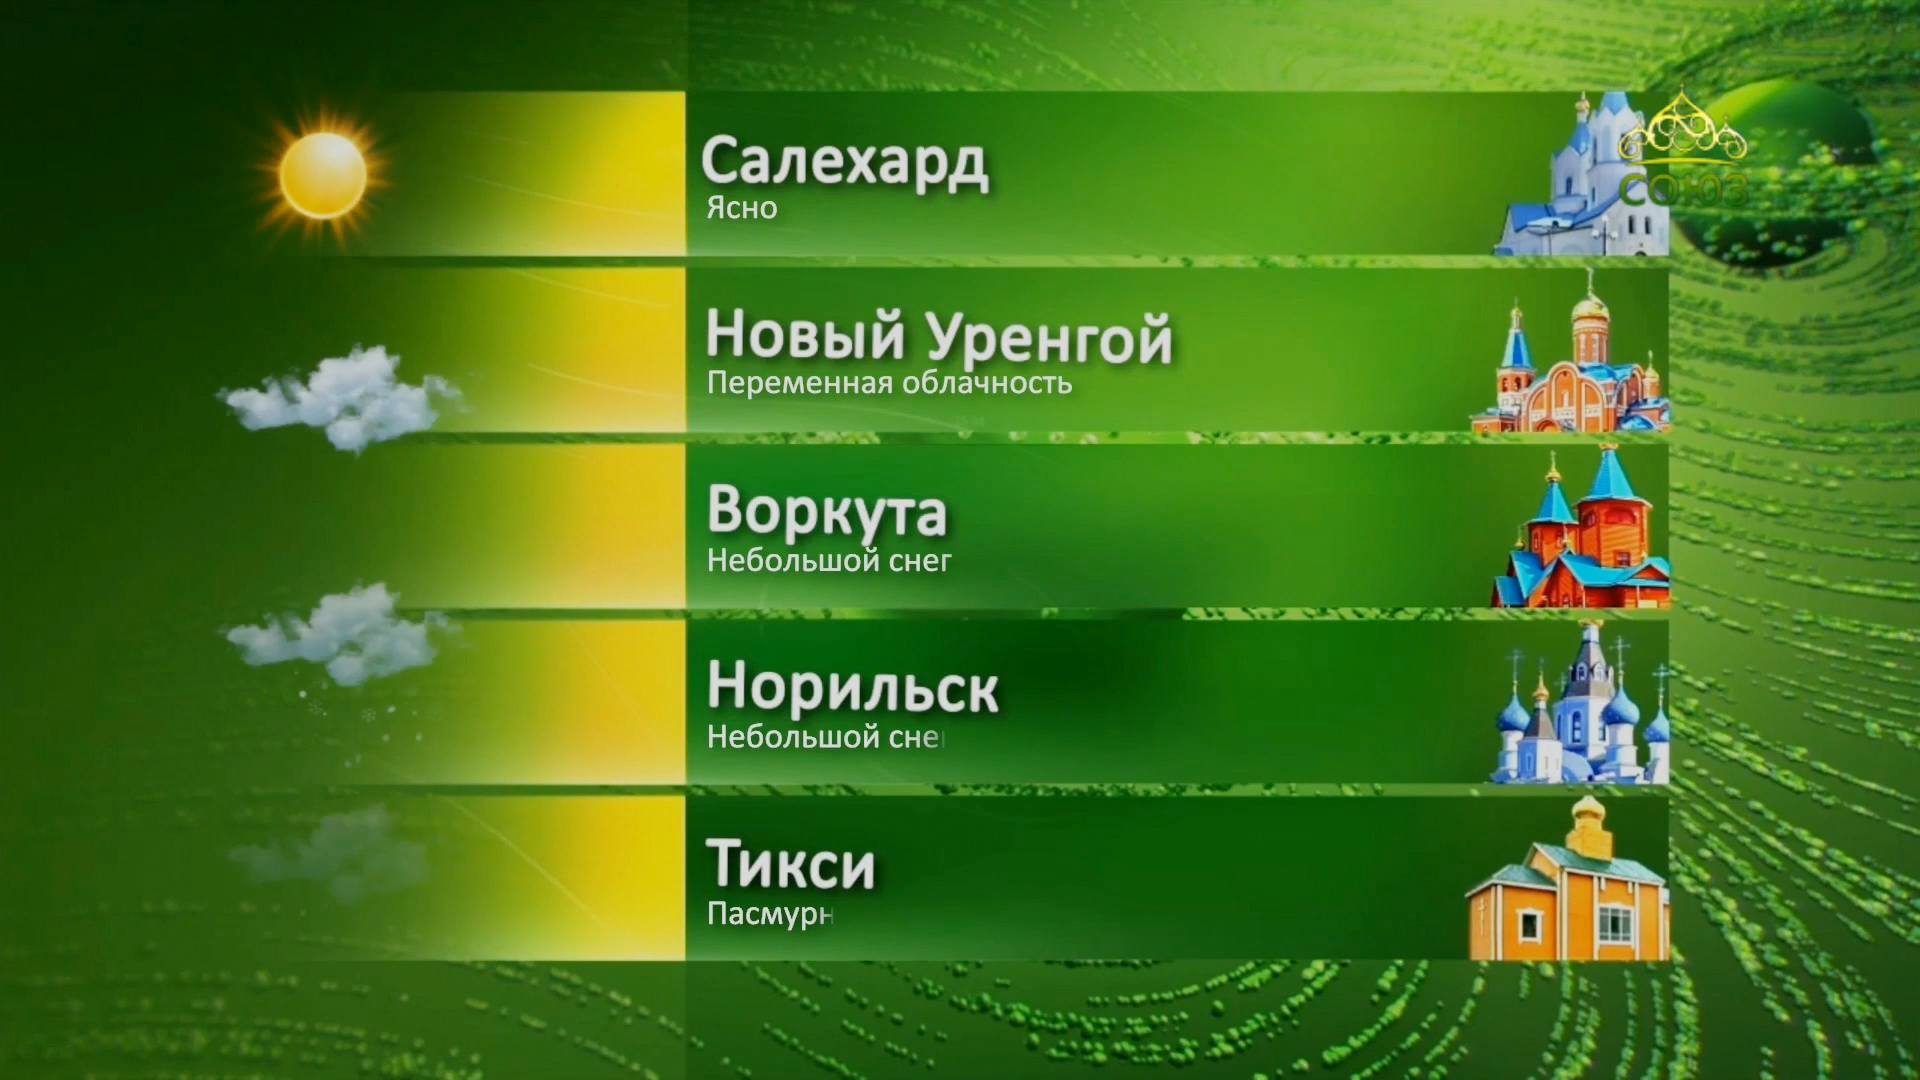 Салехард
Ясно
СОЮЗ
Новый Уренгой
Переменная облачность
Воркута
Небольшой снег
Норильск
Небольшой сне
Тикси
Пасмурн